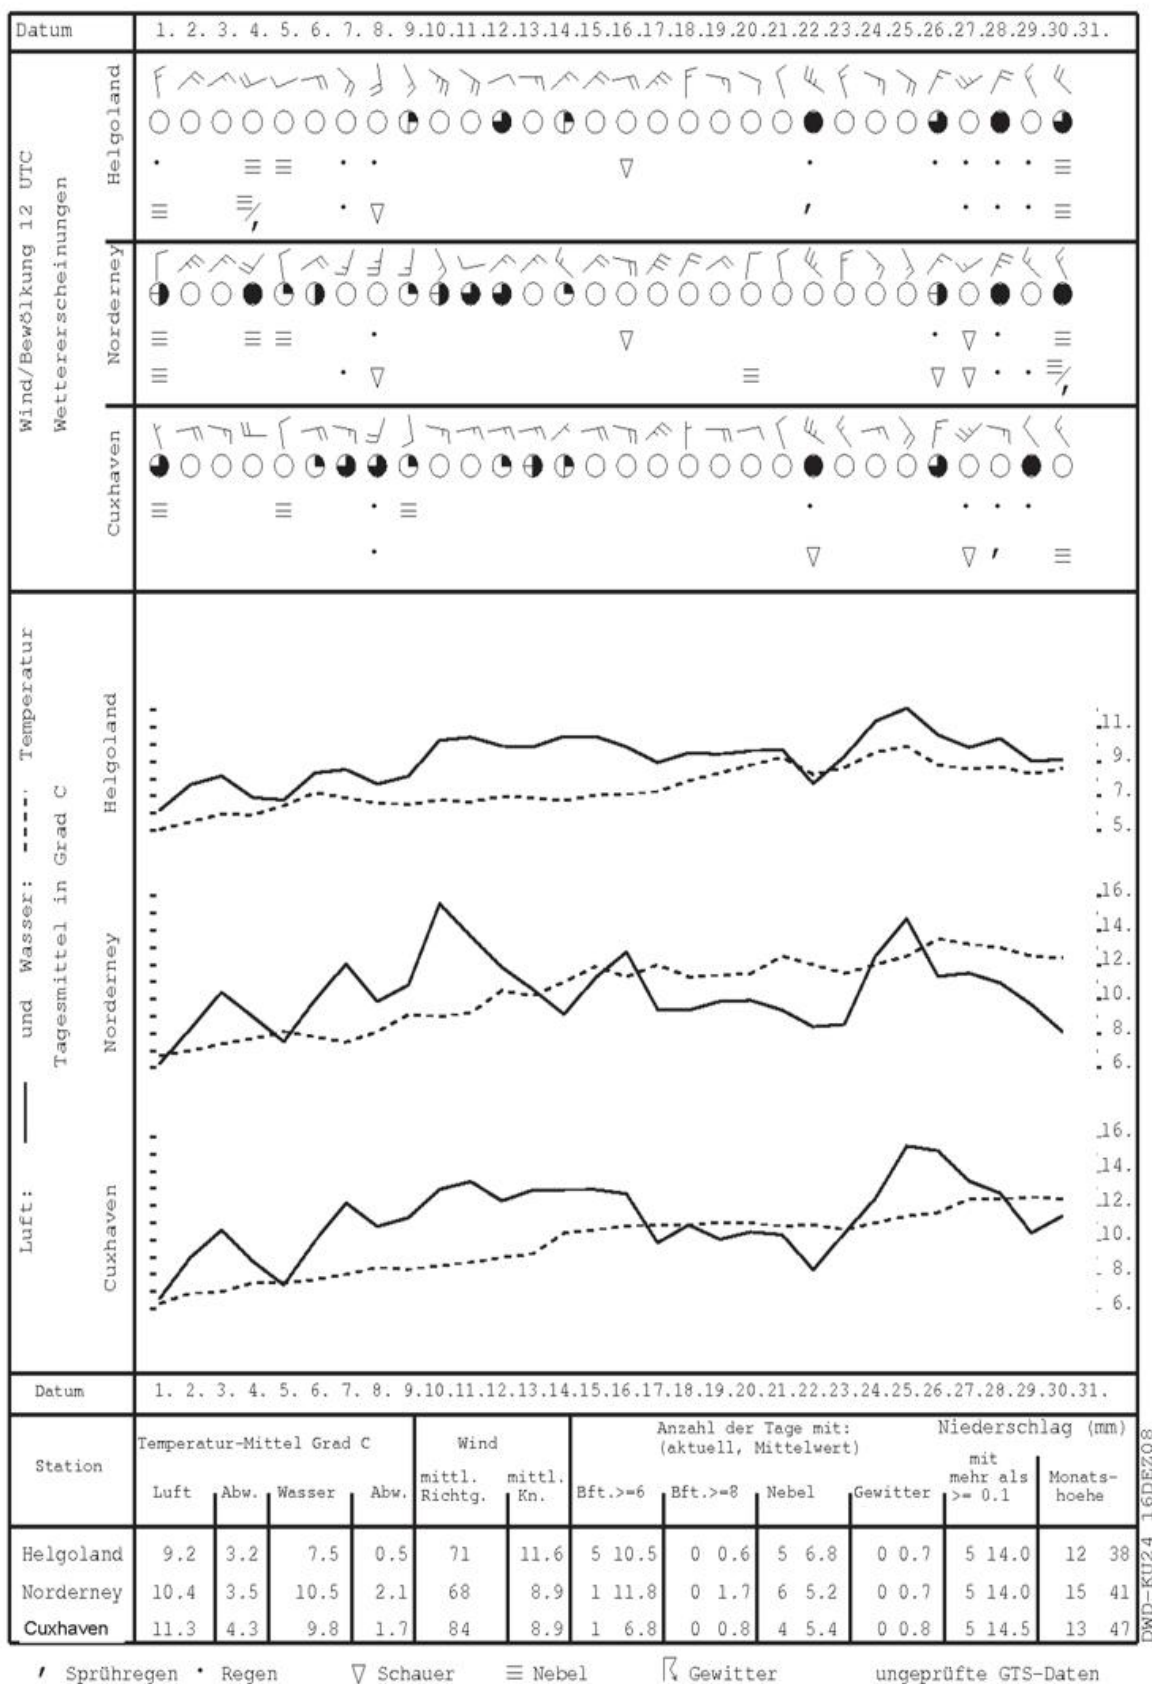 Datum 1. 2. 3. 4. 5. 6. 7. 8. 9.10.11.12.13.14.15.16.17.18.19.20.21.22.23.24.25.26.27.28.29.30.31.
Wind/Bewölkung 12 UTC
Wettererscheinungen
Helgoland
Norderney
Cuxhaven
Luft: und Wasser: Temperatur
Tagesmittel in Grad C
Helgoland
11.
9.
7.
5.
Norderney
16.
14.
12.
10.
8.
6.
Cuxhaven
16.
14.
12.
10.
8.
6.
Datum 1. 2. 3. 4. 5. 6. 7. 8. 9.10.11.12.13.14.15.16.17.18.19.20.21.22.23.24.25.26.27.28.29.30.31.
Station
Temperatur-Mittel Grad C
Luft Abw. Wasser Abw.
Wind
mittl. Richtg.
mittl. Kn.
Anzahl der Tage mit:
(aktuell, Mittelwert)
Bft.>=6 Bft.>=8 Nebel Gewitter
Niederschlag (mm)
mit
mehr als
>= 0.1
Monats-
hoehe
Helgoland 9.2 3.2 7.5 0.5 71 11.6 5 10.5 0 0.6 5 6.8 0 0.7 5 14.0 12 38
Norderney 10.4 3.5 10.5 2.1 68 8.9 1 11.8 0 1.7 6 5.2 0 0.7 5 14.0 15 41
Cuxhaven 11.3 4.3 9.8 1.7 84 8.9 1 6.8 0 0.8 4 5.4 0 0.8 5 14.5 13 47
DWD-KU24 16DEZ08
Sprühregen Regen Schauer Nebel Gewitter ungeprüfte GTS-Daten